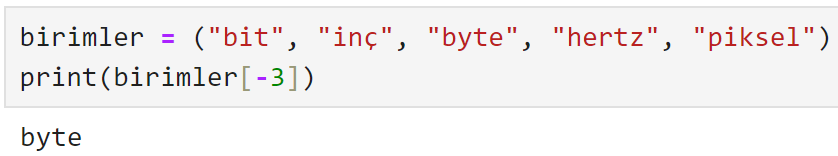 birimler = ("bit", "inç", "byte", "hertz", "piksel")
print(birimler[-3])
byte